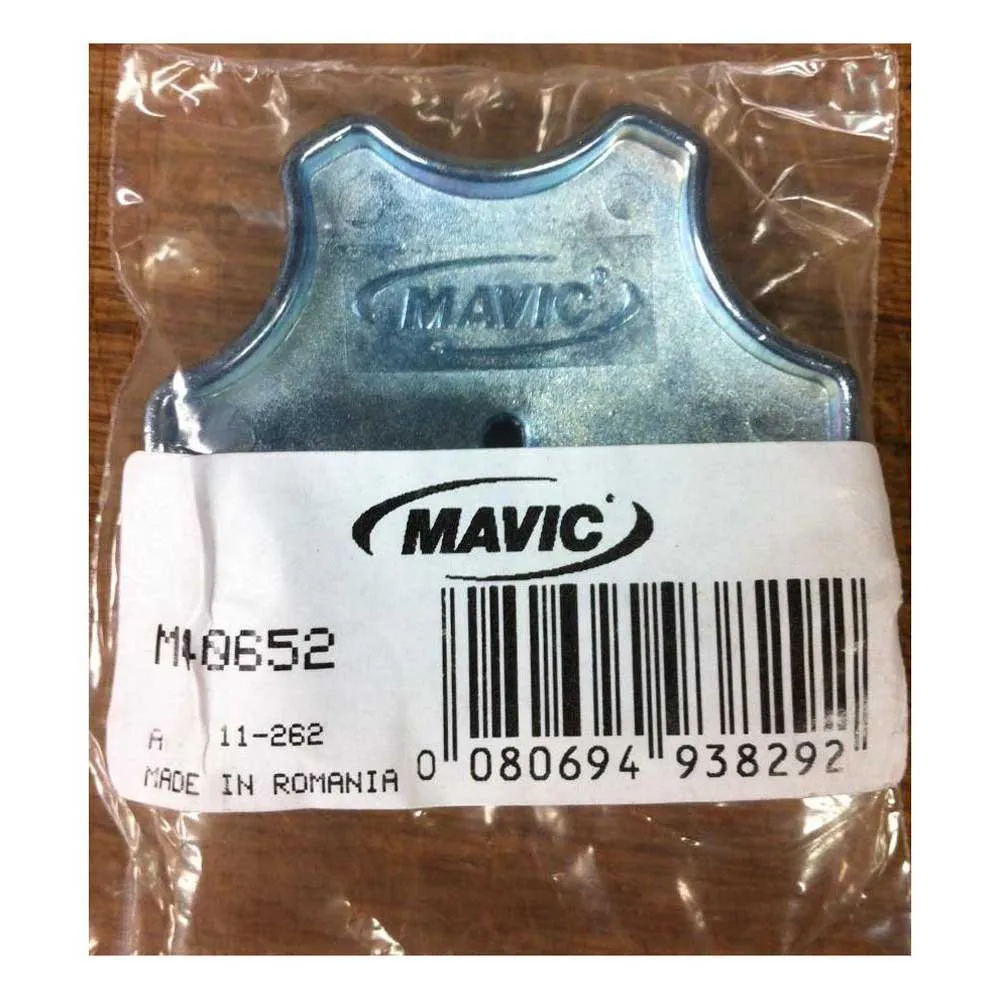 MAVIC
MAVIC
M40652
A 11-262
MADE IN ROMANIA
0 080694 938292